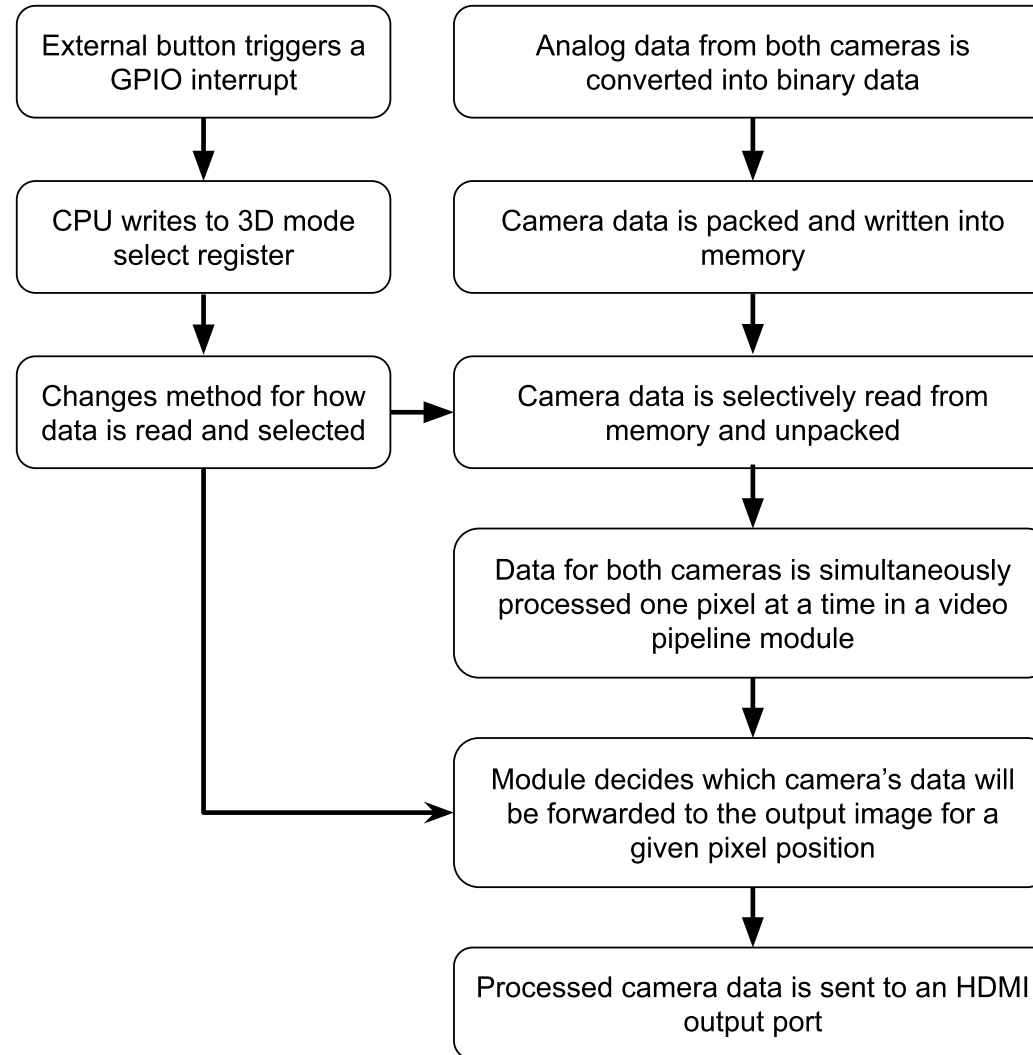 External button triggers a
GPIO interrupt
CPU writes to 3D mode
select register
Changes method for how
data is read and selected
Analog data from both cameras is
converted into binary data
Camera data is packed and written into
memory
Camera data is selectively read from
memory and unpacked
Data for both cameras is simultaneously
processed one pixel at a time in a video
pipeline module
Module decides which camera’s data will
be forwarded to the output image for a
given pixel position
Processed camera data is sent to an HDMI
output port